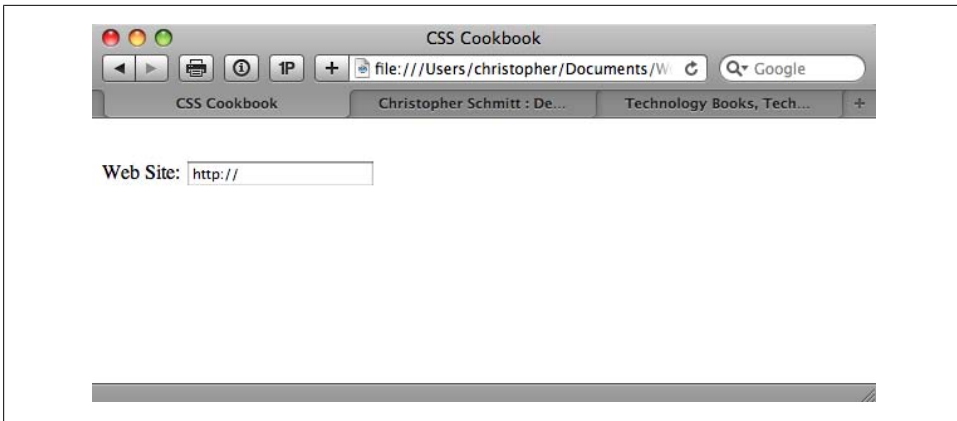 CSS Cookbook
1P + file:///Users/christopher/Documents/W Google
CSS Cookbook Christopher Schmitt : De... Technology Books, Tech... +
Web Site: http://